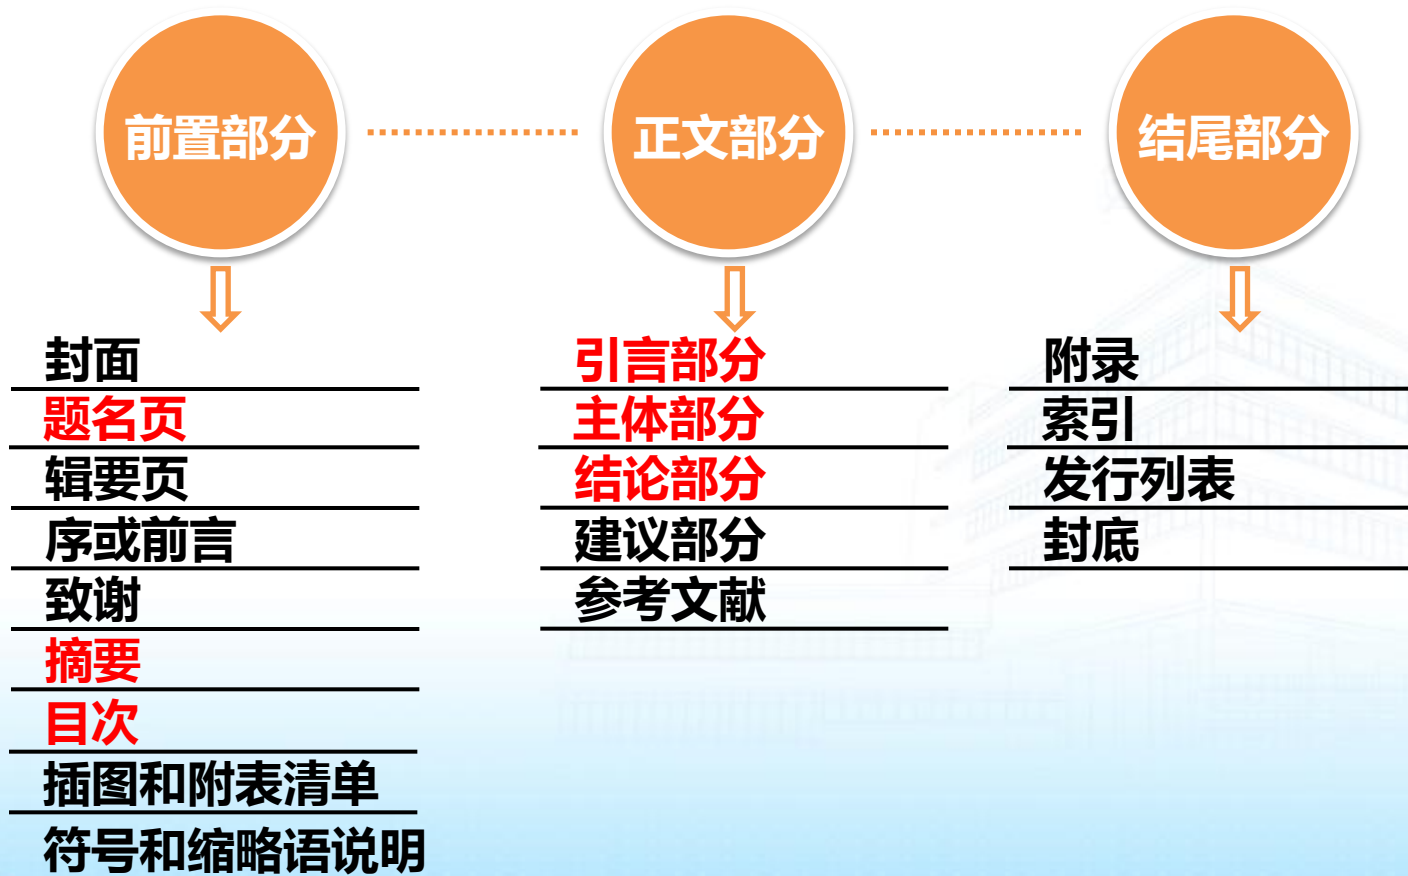 前置部分
正文部分
结尾部分
封面
题名页
辑要页
序或前言
致谢
摘要
目次
插图和附表清单
符号和缩略语说明
引言部分
主体部分
结论部分
建议部分
参考文献
附录
索引
发行列表
封底